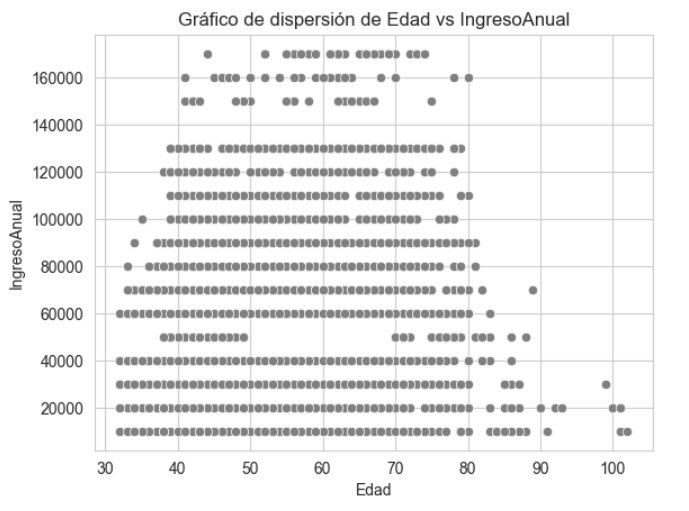 Gráfico de dispersión de Edad vs IngresoAnual
160000
140000
120000
100000
80000
60000
40000
20000
IngresoAnual
30 40 50 60 70 80 90 100
Edad